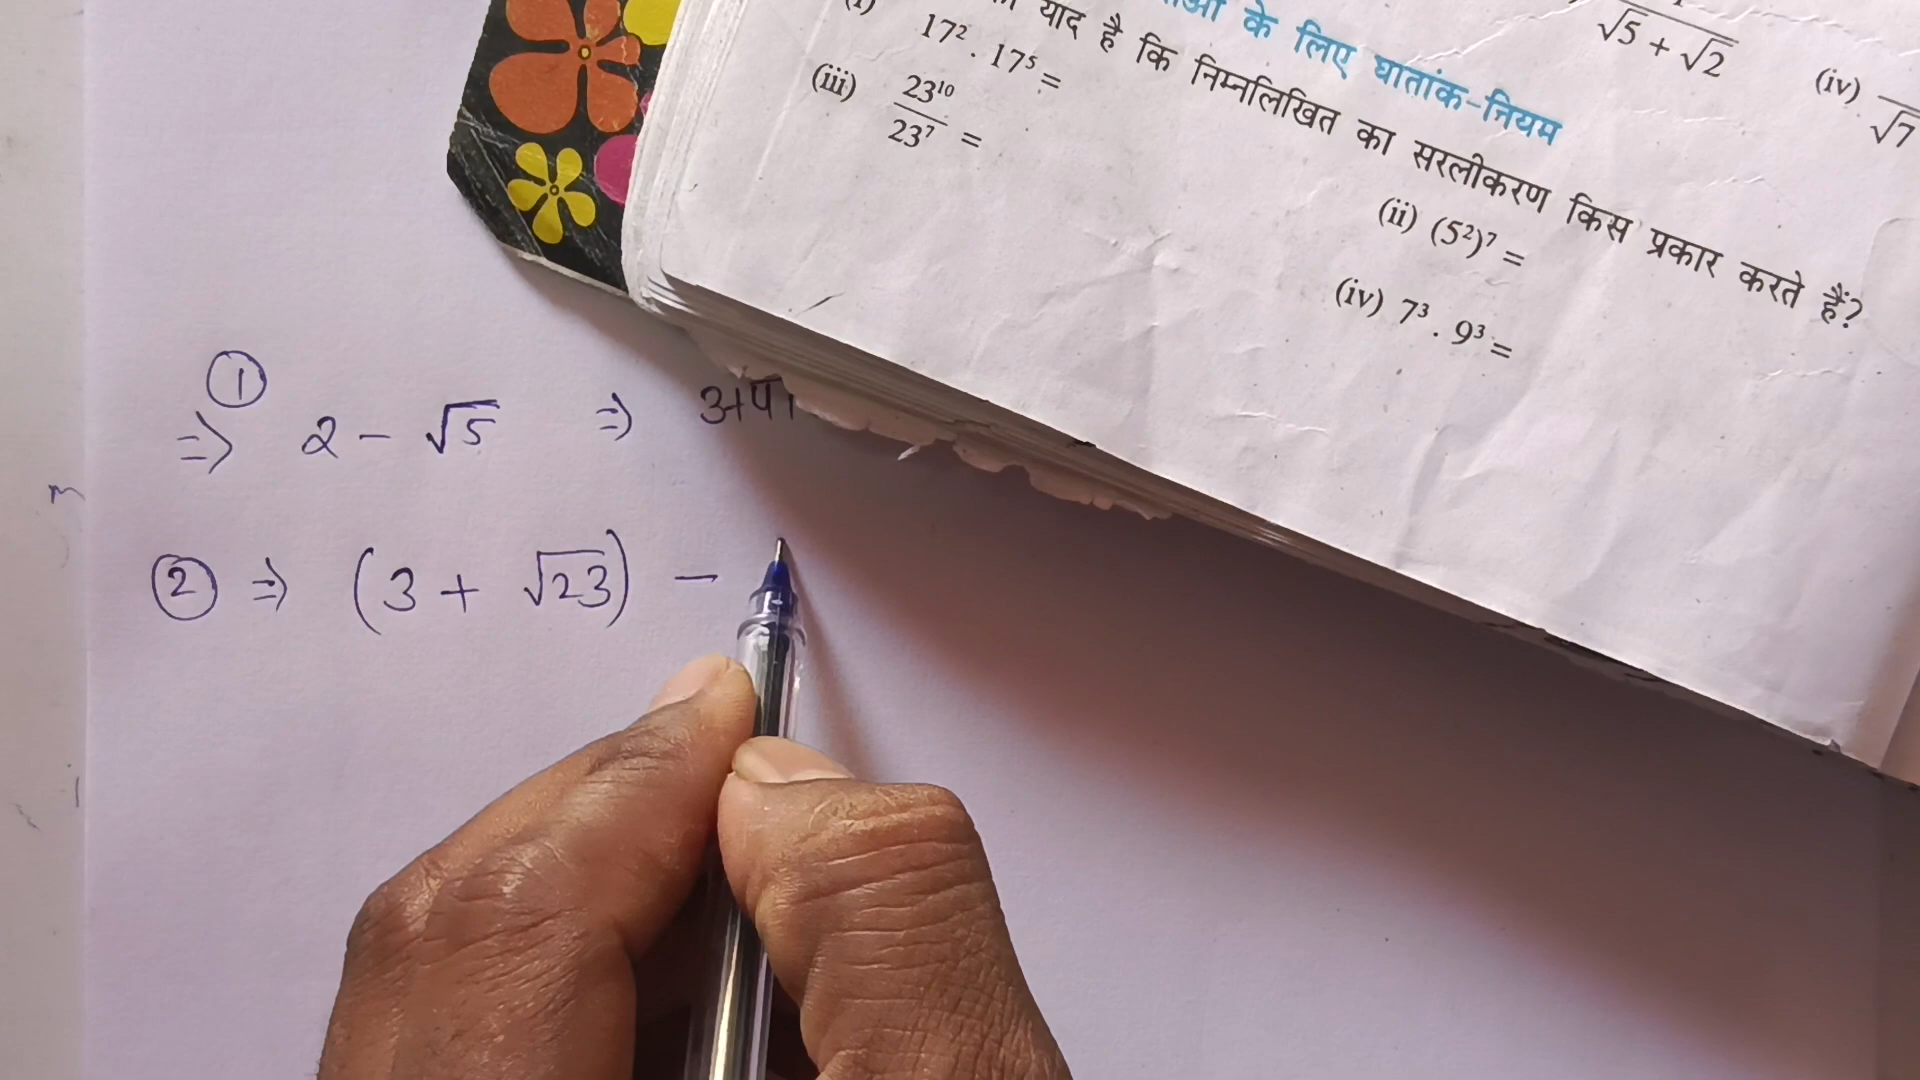 के लिए घातांक-नियम
याद है कि निम्नलिखित का सरलीकरण किस प्रकार करते हैं?
(i) 17² . 17⁵ =
(ii) (5²)⁷ =
(iii) 23¹⁰/23⁷ =
(iv) 7³ . 9³ =
√5 + √2
(iv) √7
① ⇒ 2 - √5 ⇒
② ⇒ (3 + √23) -